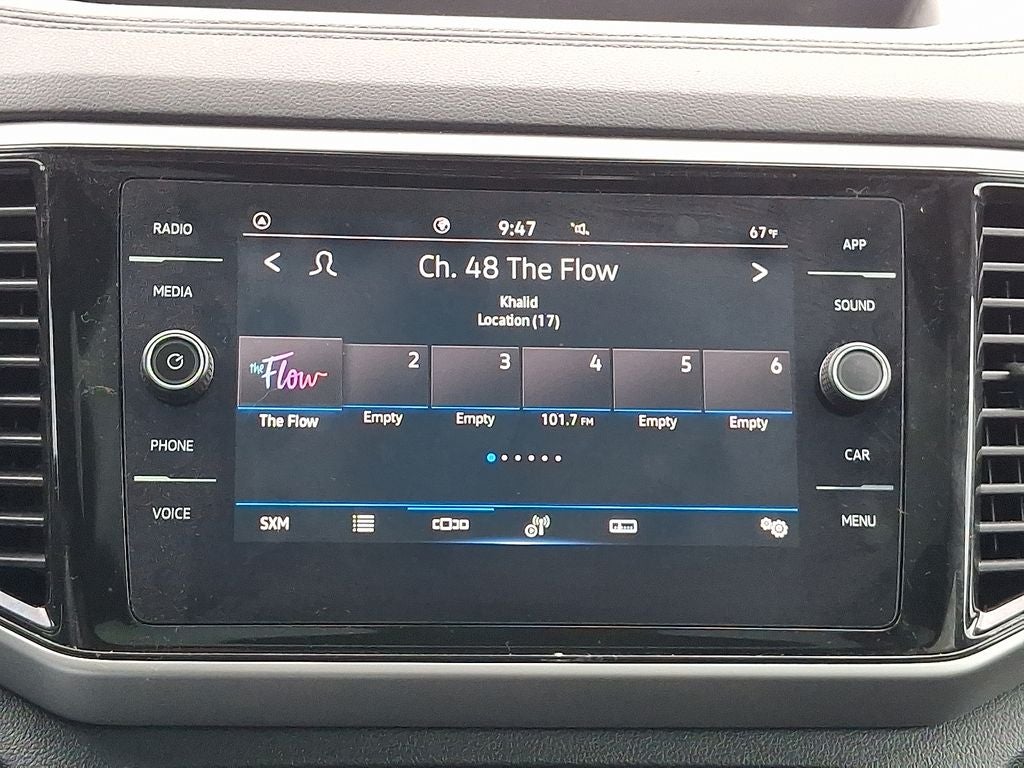 RADIO
MEDIA
PHONE
VOICE
9:47
67°F
Ch. 48 The Flow
Khalid
Location (17)
the Flow
2
3
4
5
6
The Flow
Empty
Empty
101.7 FM
Empty
Empty
SXM
APP
SOUND
CAR
MENU